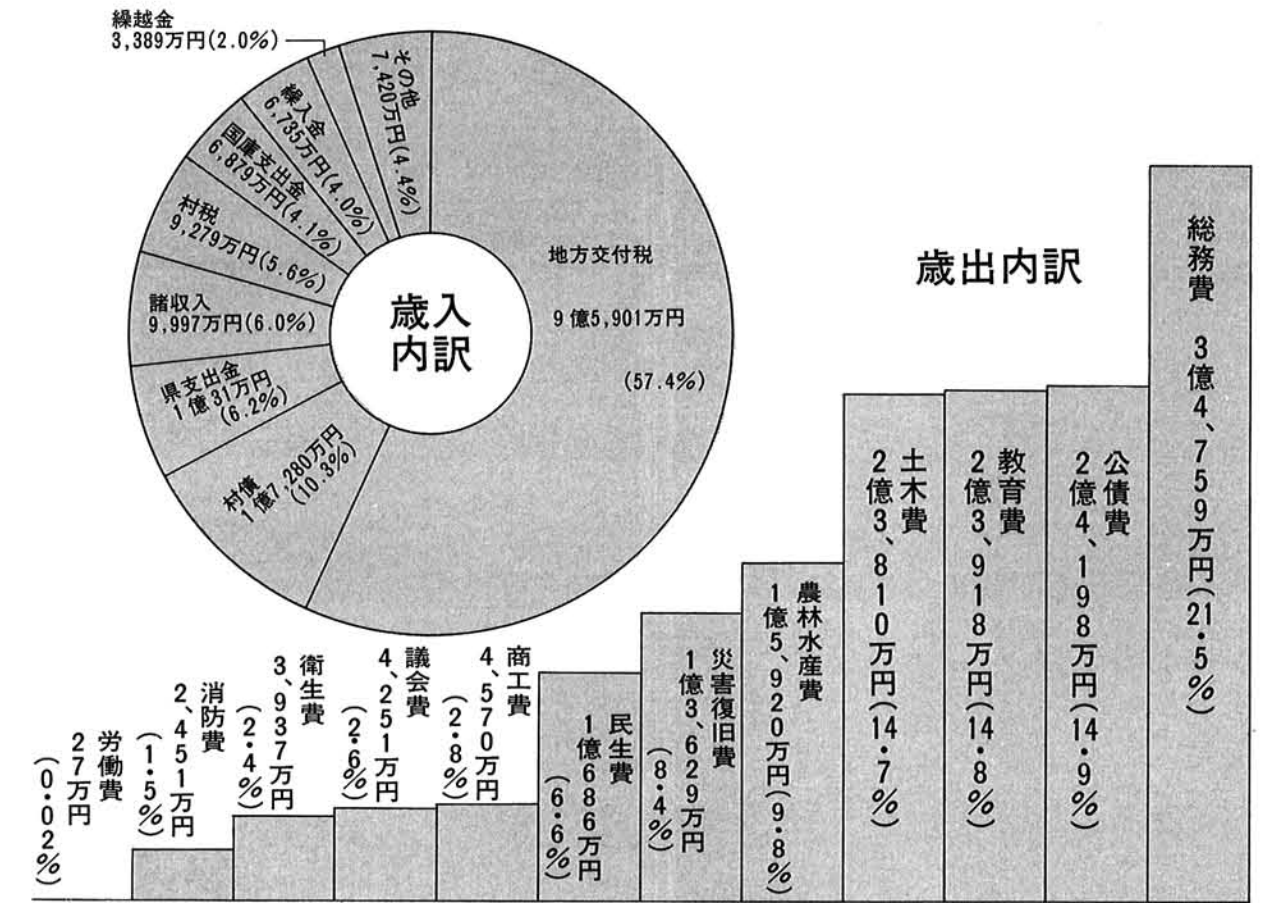 繰越金
3,389万円(2.0%)
その他
7,420万円(4.4%)
繰入金
6,735万円(4.0%)
国庫支出金
6,879万円(4.1%)
村税
9,279万円(5.6%)
諸収入
9,997万円(6.0%)
県支出金
1億31万円
(6.2%)
村債
1億7,280万円
(10.3%)
地方交付税
9億5,901万円
(57.4%)
歳入
内訳
歳出内訳
総務費 3億4、759万円(21・5%)
公債費
2億4、198万円(14・9%)
教育費
2億3、918万円(14・8%)
土木費
2億3、810万円(14・7%)
農林水産費
1億5、920万円(9・8%)
災害復旧費
1億3、629万円
(8・4%)
民生費
1億686万円
(6・6%)
商工費
4、570万円
(2・8%)
議会費
4、251万円
(2・6%)
衛生費
3、937万円
(2・4%)
消防費
2、451万円
(1・5%)
労働費
27万円
(0・02%)